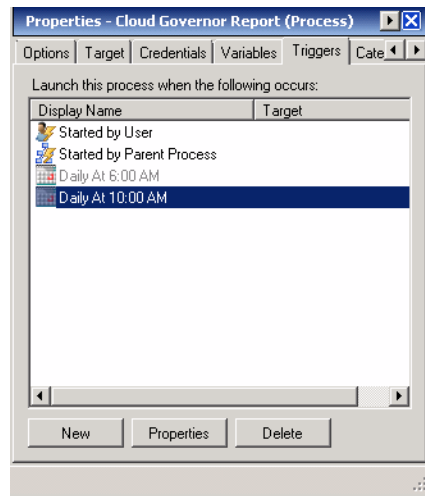 Properties - Cloud Governor Report (Process)
Options Target Credentials Variables Triggers Cate
Launch this process when the following occurs:
Display Name Target
Started by User
Started by Parent Process
Daily At 6:00 AM
Daily At 10:00 AM
New Properties Delete